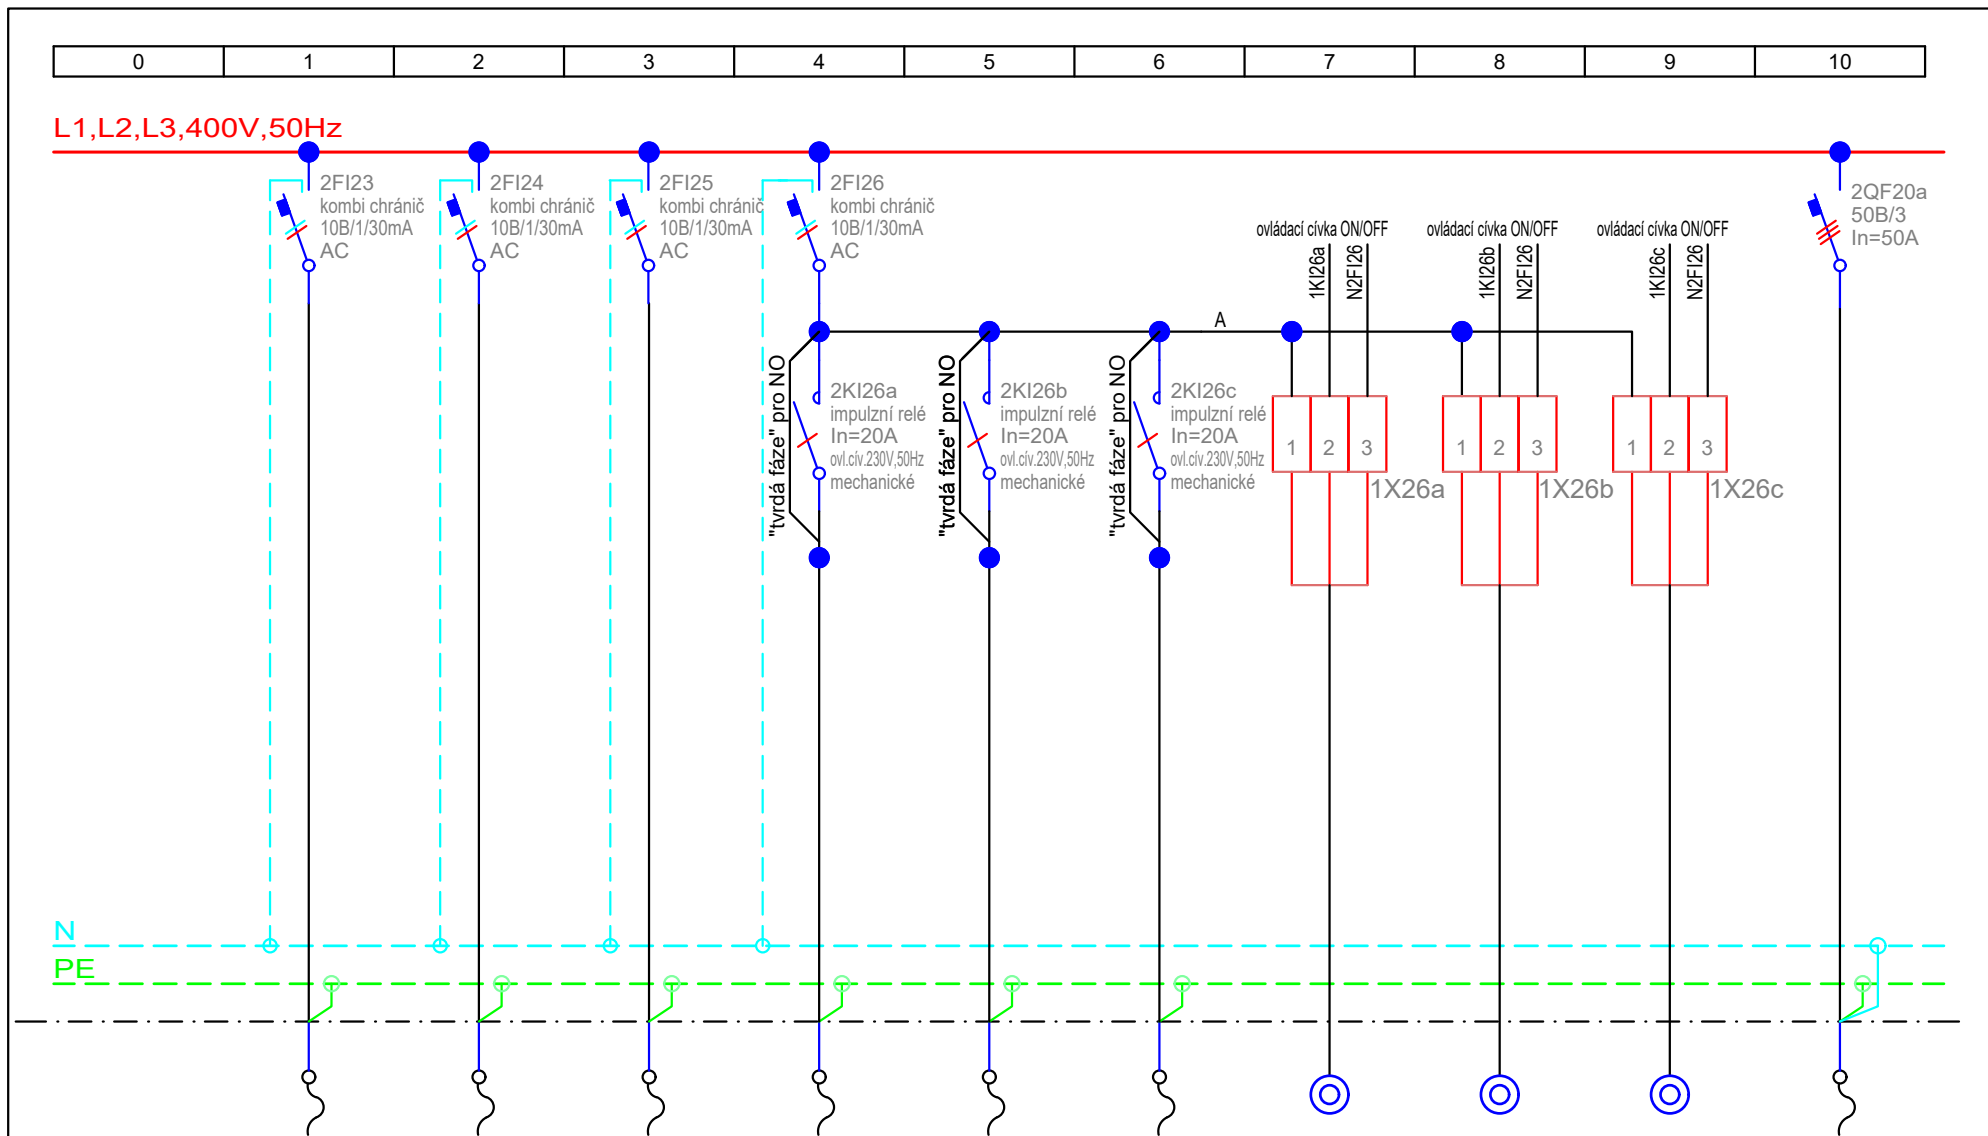 0 1 2 3 4 5 6 7 8 9 10
L1,L2,L3,400V,50Hz
2FI23
kombi chránič
10B/1/30mA
AC
2FI24
kombi chránič
10B/1/30mA
AC
2FI25
kombi chránič
10B/1/30mA
AC
2FI26
kombi chránič
10B/1/30mA
AC
"tvrdá fáze" pro NO
2KI26a
impulzní relé
In=20A
ovl.cív.230V,50Hz
mechanické
"tvrdá fáze" pro NO
2KI26b
impulzní relé
In=20A
ovl.cív.230V,50Hz
mechanické
"tvrdá fáze" pro NO
2KI26c
impulzní relé
In=20A
ovl.cív.230V,50Hz
mechanické
A
ovládací cívka ON/OFF
1KI26a
N2FI26
1 2 3
1X26a
ovládací cívka ON/OFF
1KI26b
N2FI26
1 2 3
1X26b
ovládací cívka ON/OFF
1KI26c
N2FI26
1 2 3
1X26c
2QF20a
50B/3
In=50A
N
PE